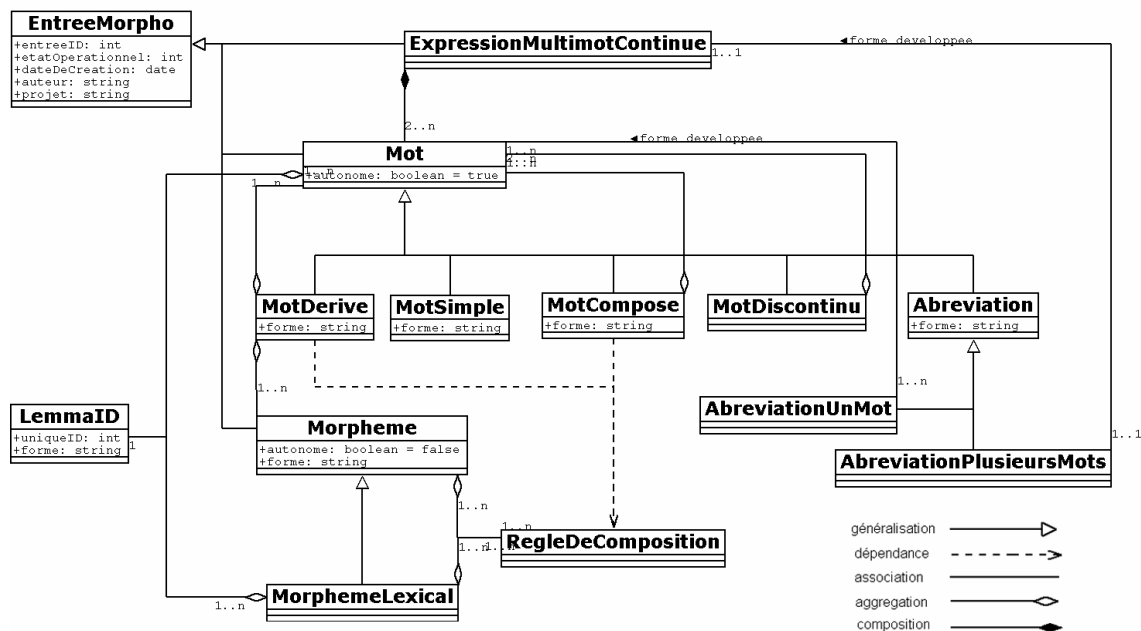 EntreeMorpho
+entreeID: int
+etatOperationnel: int
+dateDeCreation: date
+auteur: string
+projet: string
ExpressionMultimotContinue
1..1
◄forme developpee
2..n
◄forme developpee
Mot
+autonome: boolean = true
1..n
2..n
1..n
1..n
1..n
MotDerive
+forme: string
MotSimple
+forme: string
MotCompose
+forme: string
MotDiscontinu
Abreviation
+forme: string
1..n
1..n
AbreviationUnMot
LemmaID
+uniqueID: int
+forme: string
1
Morpheme
+autonome: boolean = false
+forme: string
1..1
AbreviationPlusieursMots
1..n
1..n
1..n
1..n
RegleDeComposition
MorphemeLexical
1..n
généralisation
dépendance
association
aggregation
composition